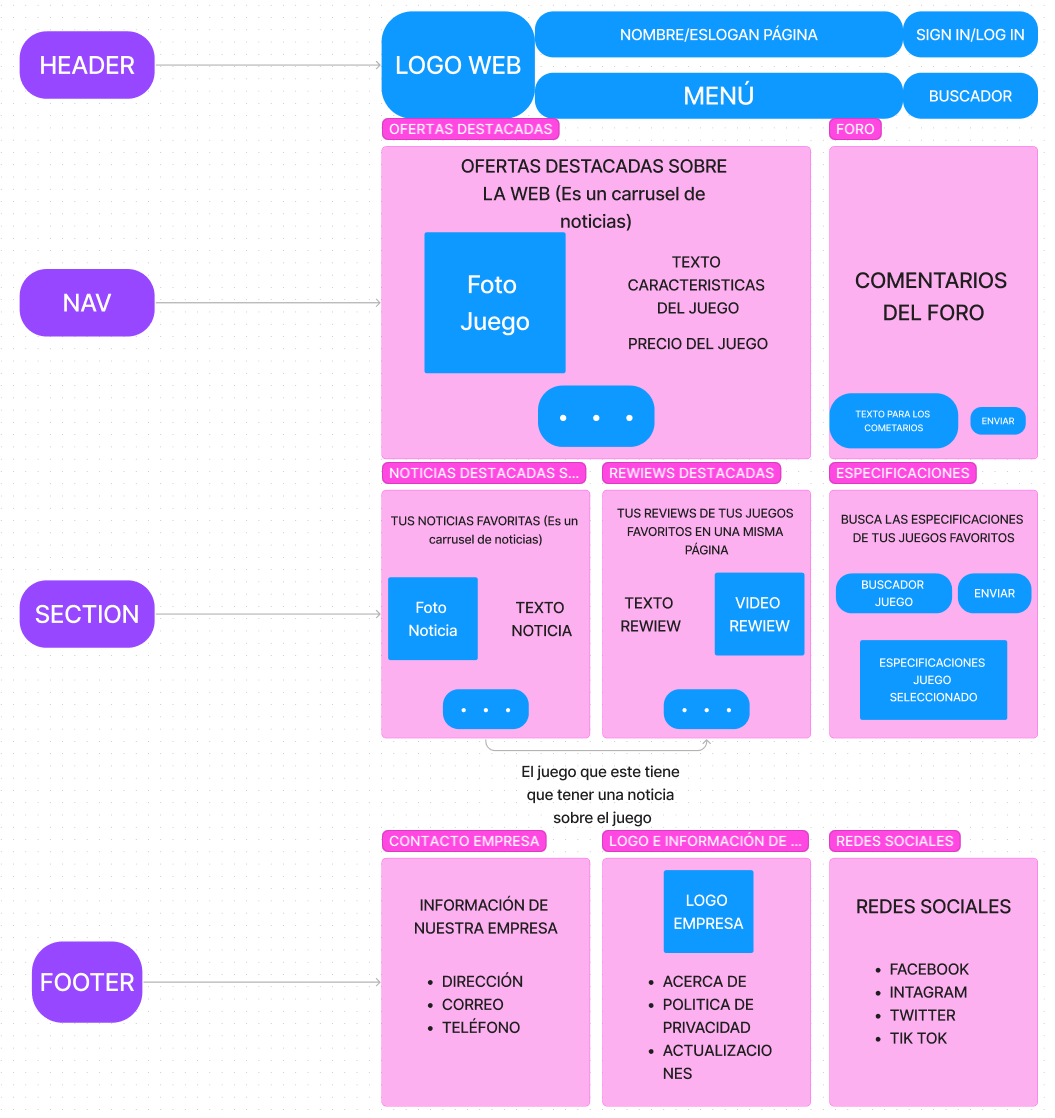 HEADER
LOGO WEB
NOMBRE/ESLOGAN PÁGINA
SIGN IN/LOG IN
MENÚ
BUSCADOR
OFERTAS DESTACADAS
FORO
NAV
OFERTAS DESTACADAS SOBRE
LA WEB (Es un carrusel de
noticias)
Foto
Juego
TEXTO
CARACTERISTICAS
DEL JUEGO
PRECIO DEL JUEGO
. . .
COMENTARIOS
DEL FORO
TEXTO PARA LOS
COMETARIOS
ENVIAR
SECTION
NOTICIAS DESTACADAS S...
TUS NOTICIAS FAVORITAS (Es un
carrusel de noticias)
Foto
Noticia
TEXTO
NOTICIA
. . .
REWIEWS DESTACADAS
TUS REVIEWS DE TUS JUEGOS
FAVORITOS EN UNA MISMA
PÁGINA
TEXTO
REWIEW
VIDEO
REWIEW
. . .
ESPECIFICACIONES
BUSCA LAS ESPECIFICACIONES
DE TUS JUEGOS FAVORITOS
BUSCADOR
JUEGO
ENVIAR
ESPECIFICACIONES
JUEGO
SELECCIONADO
El juego que este tiene
que tener una noticia
sobre el juego
FOOTER
CONTACTO EMPRESA
INFORMACIÓN DE
NUESTRA EMPRESA
• DIRECCIÓN
• CORREO
• TELÉFONO
LOGO E INFORMACIÓN DE ...
LOGO
EMPRESA
• ACERCA DE
• POLITICA DE
PRIVACIDAD
• ACTUALIZACIO
NES
REDES SOCIALES
REDES SOCIALES
• FACEBOOK
• INTAGRAM
• TWITTER
• TIK TOK